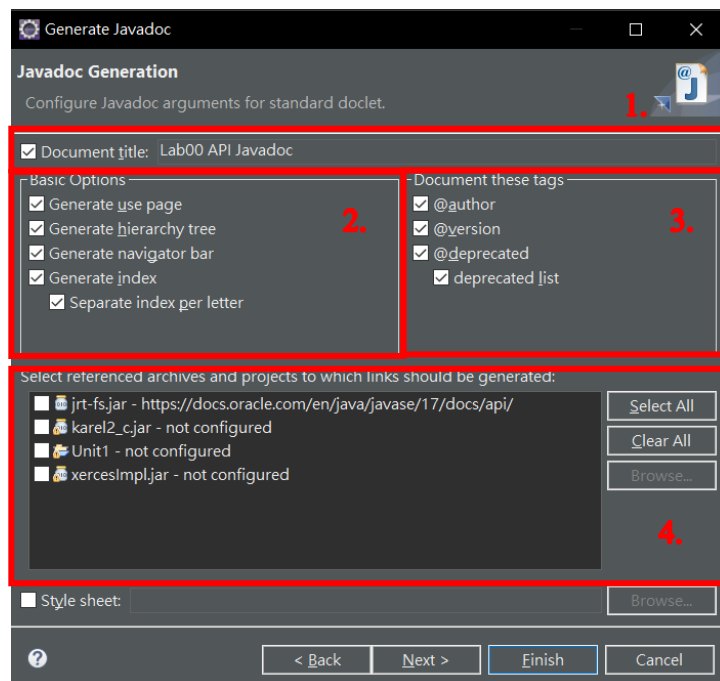 Generate Javadoc
Javadoc Generation
Configure Javadoc arguments for standard doclet.
@
J
1.
Document title: Lab00 API Javadoc
Basic Options
Generate use page
Generate hierarchy tree
Generate navigator bar
Generate index
Separate index per letter
2.
Document these tags
@author
@version
@deprecated
deprecated list
3.
Select referenced archives and projects to which links should be generated:
jrt-fs.jar - https://docs.oracle.com/en/java/javase/17/docs/api/
karel2_c.jar - not configured
Unit1 - not configured
xercesImpl.jar - not configured
Select All
Clear All
Browse...
4.
Style sheet:
Browse...
?
< Back
Next >
Finish
Cancel